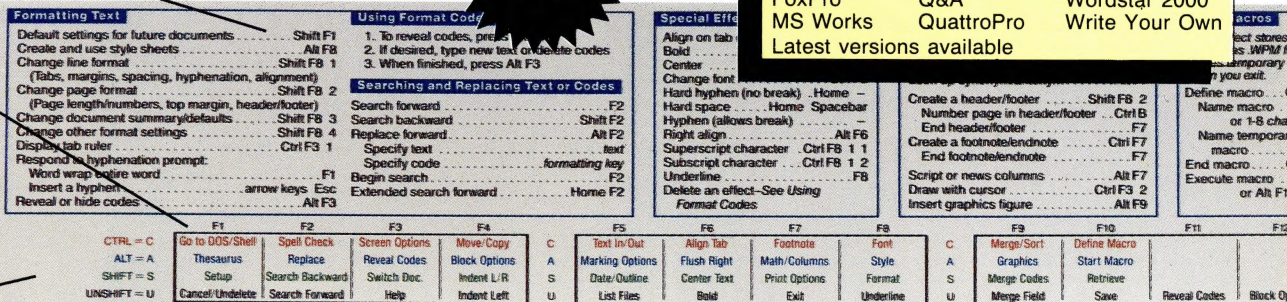 Formatting Text
Default settings for future documents Shift F1
Create and use style sheets Alt F8
Change line format Shift F8 1
(Tabs, margins, spacing, hyphenation, alignment)
Change page format Shift F8 2
(Page length/numbers, top margin, header/footer)
Change document summary/defaults Shift F8 3
Change other format settings Shift F8 4
Display tab ruler Ctrl F3 1
Respond to hyphenation prompt:
Word wrap entire word F1
Insert a hyphen arrow keys Esc
Reveal or hide codes Alt F3
Using Format
1. To reveal codes,
2. If desired, type new text or delete codes
3. When finished, press Alt F3
Searching and Replacing Text or Codes
Search forward F2
Search backward Shift F2
Replace forward Alt F2
Specify text text
Specify code formatting key
Begin search F2
Extended search forward Home F2
Special
Align on tab
Bold
Center
Change font
Hard hyphen (no break) Home –
Hard space Home Spacebar
Hyphen (allows break) –
Right align Alt F6
Superscript character Ctrl F8 1 1
Subscript character Ctrl F8 1 2
Underline F8
Delete an effect–See Using
Format Codes
FoxPro Q&A Wordstar 2000
MS Works QuattroPro Write Your Own
Latest versions available
Create a header/footer Shift F8 2
Number page in header/footer Ctrl B
End header/footer F7
Create a footnote/endnote Ctrl F7
End footnote/endnote F7
Script or news columns Alt F7
Draw with cursor Ctrl F3 2
Insert graphics figure Alt F9
stores
.WPM
temporary
you exit.
Define macro
Name macro
or 1-8
Name
macro
End macro
Execute macro
or Alt
F1 F2 F3 F4 F5 F6 F7 F8 F9 F10 F11
CTRL = C Go to DOS/Shell Spell Check Screen Options Move/Copy C Text In/Out Align Tab Footnote Font C Merge/Sort Define Macro
ALT = A Thesaurus Replace Reveal Codes Block Options A Marking Options Flush Right Math/Columns Style A Graphics Start Macro
SHIFT = S Setup Search Backward Switch Doc. Indent L/R S Date/Outline Center Text Print Options Format S Merge Codes Retrieve
UNSHIFT = U Cancel/Undelete Search Forward Help Indent Left U List Files Bold Exit Underline U Merge Field Save Reveal Codes Block